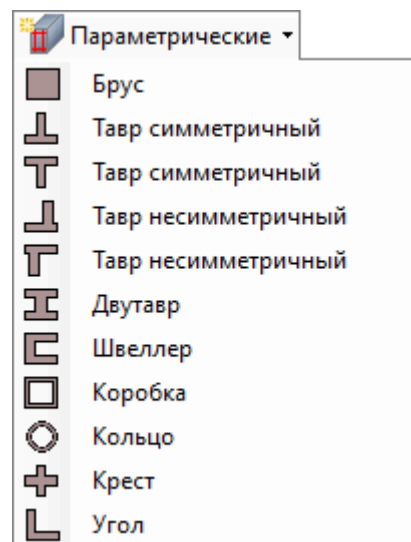 Параметрические
Брус
Тавр симметричный
Тавр симметричный
Тавр несимметричный
Тавр несимметричный
Двутавр
Швеллер
Коробка
Кольцо
Крест
Угол